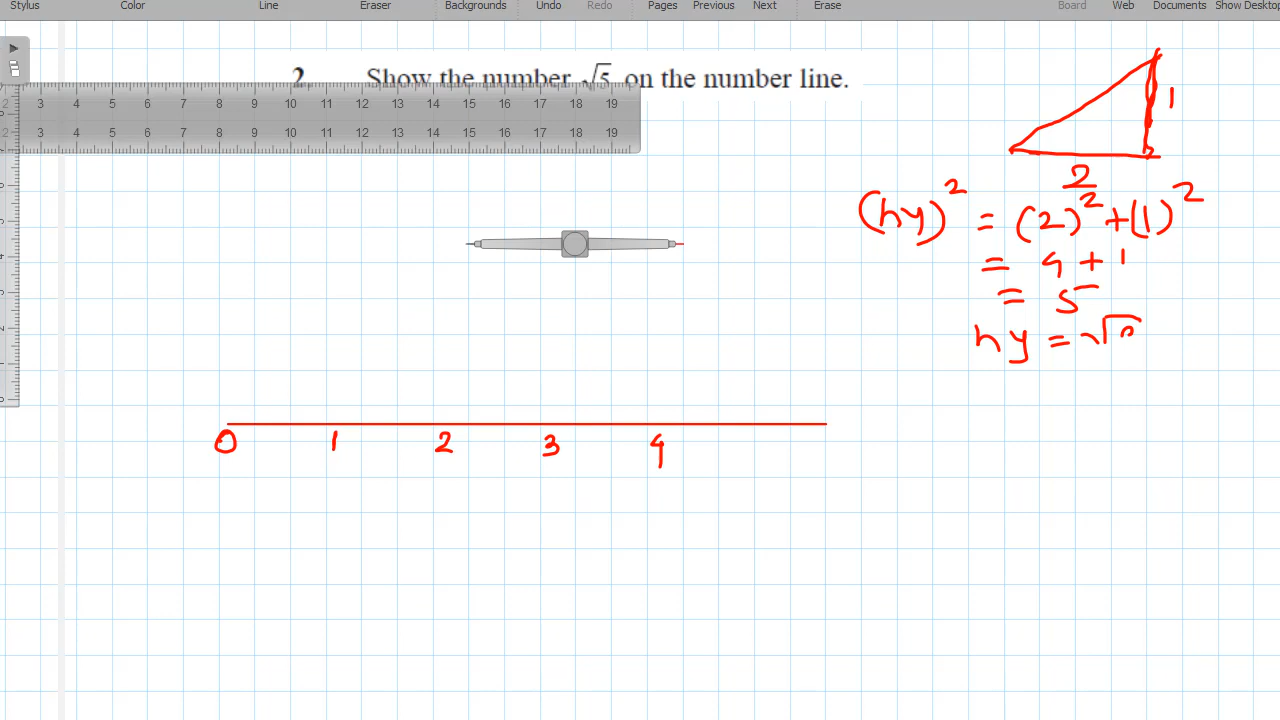 Stylus Color Line Eraser Backgrounds Undo Redo Pages Previous Next Erase Board Web Documents Show Desktop
2. Show the number √5 on the number line.
2 3 4 5 6 7 8 9 10 11 12 13 14 15 16 17 18 19
2 3 4 5 6 7 8 9 10 11 12 13 14 15 16 17 18 19
1
2
(hy)² = (2)² + (1)²
= 4 + 1
= 5
hy = √
0 1 2 3 4